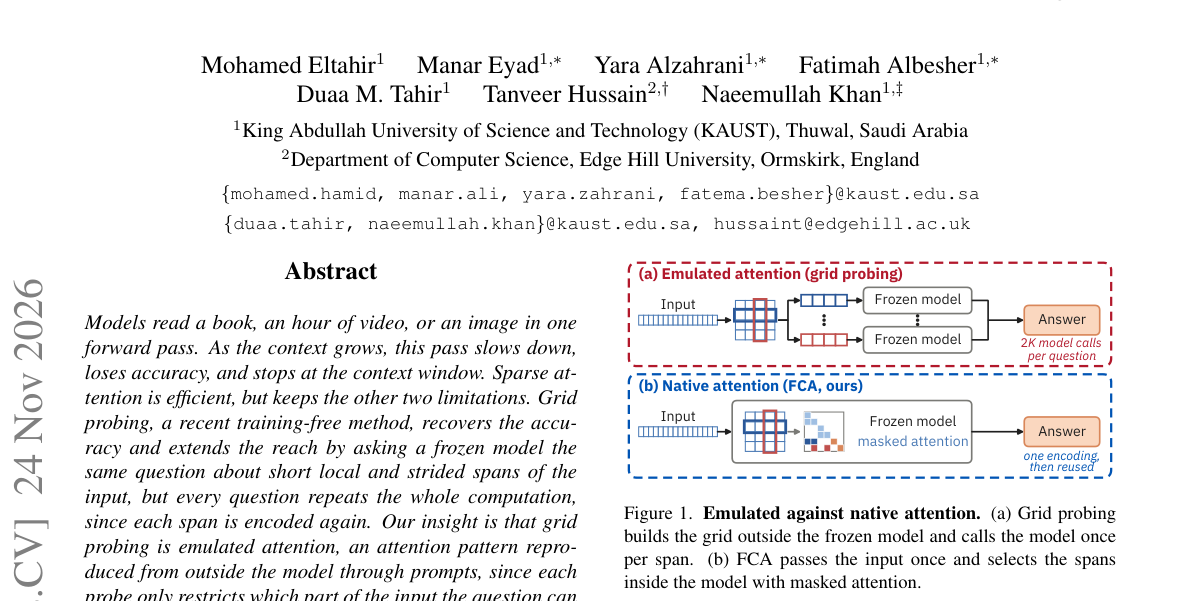 Mohamed Eltahir1 Manar Eyad1,∗ Yara Alzahrani1,∗ Fatimah Albesher1,∗
Duaa M. Tahir1 Tanveer Hussain2,† Naeemullah Khan1,‡
1King Abdullah University of Science and Technology (KAUST), Thuwal, Saudi Arabia
2Department of Computer Science, Edge Hill University, Ormskirk, England
{mohamed.hamid, manar.ali, yara.zahrani, fatema.besher}@kaust.edu.sa
{duaa.tahir, naeemullah.khan}@kaust.edu.sa, hussaint@edgehill.ac.uk
.CV] 24 Nov 2026
Abstract
Models read a book, an hour of video, or an image in one
forward pass. As the context grows, this pass slows down,
loses accuracy, and stops at the context window. Sparse at-
tention is efficient, but keeps the other two limitations. Grid
probing, a recent training-free method, recovers the accu-
racy and extends the reach by asking a frozen model the
same question about short local and strided spans of the
input, but every question repeats the whole computation,
since each span is encoded again. Our insight is that grid
probing is emulated attention, an attention pattern repro-
duced from outside the model through prompts, since each
probe only restricts which part of the input the question can
(a) Emulated attention (grid probing)
Input
Frozen model
Frozen model
Answer
2K model calls
per question
(b) Native attention (FCA, ours)
Input
Frozen model
masked attention
Answer
one encoding,
then reused
Figure 1. Emulated against native attention. (a) Grid probing
builds the grid outside the frozen model and calls the model once
per span. (b) FCA passes the input once and selects the spans
inside the model with masked attention.